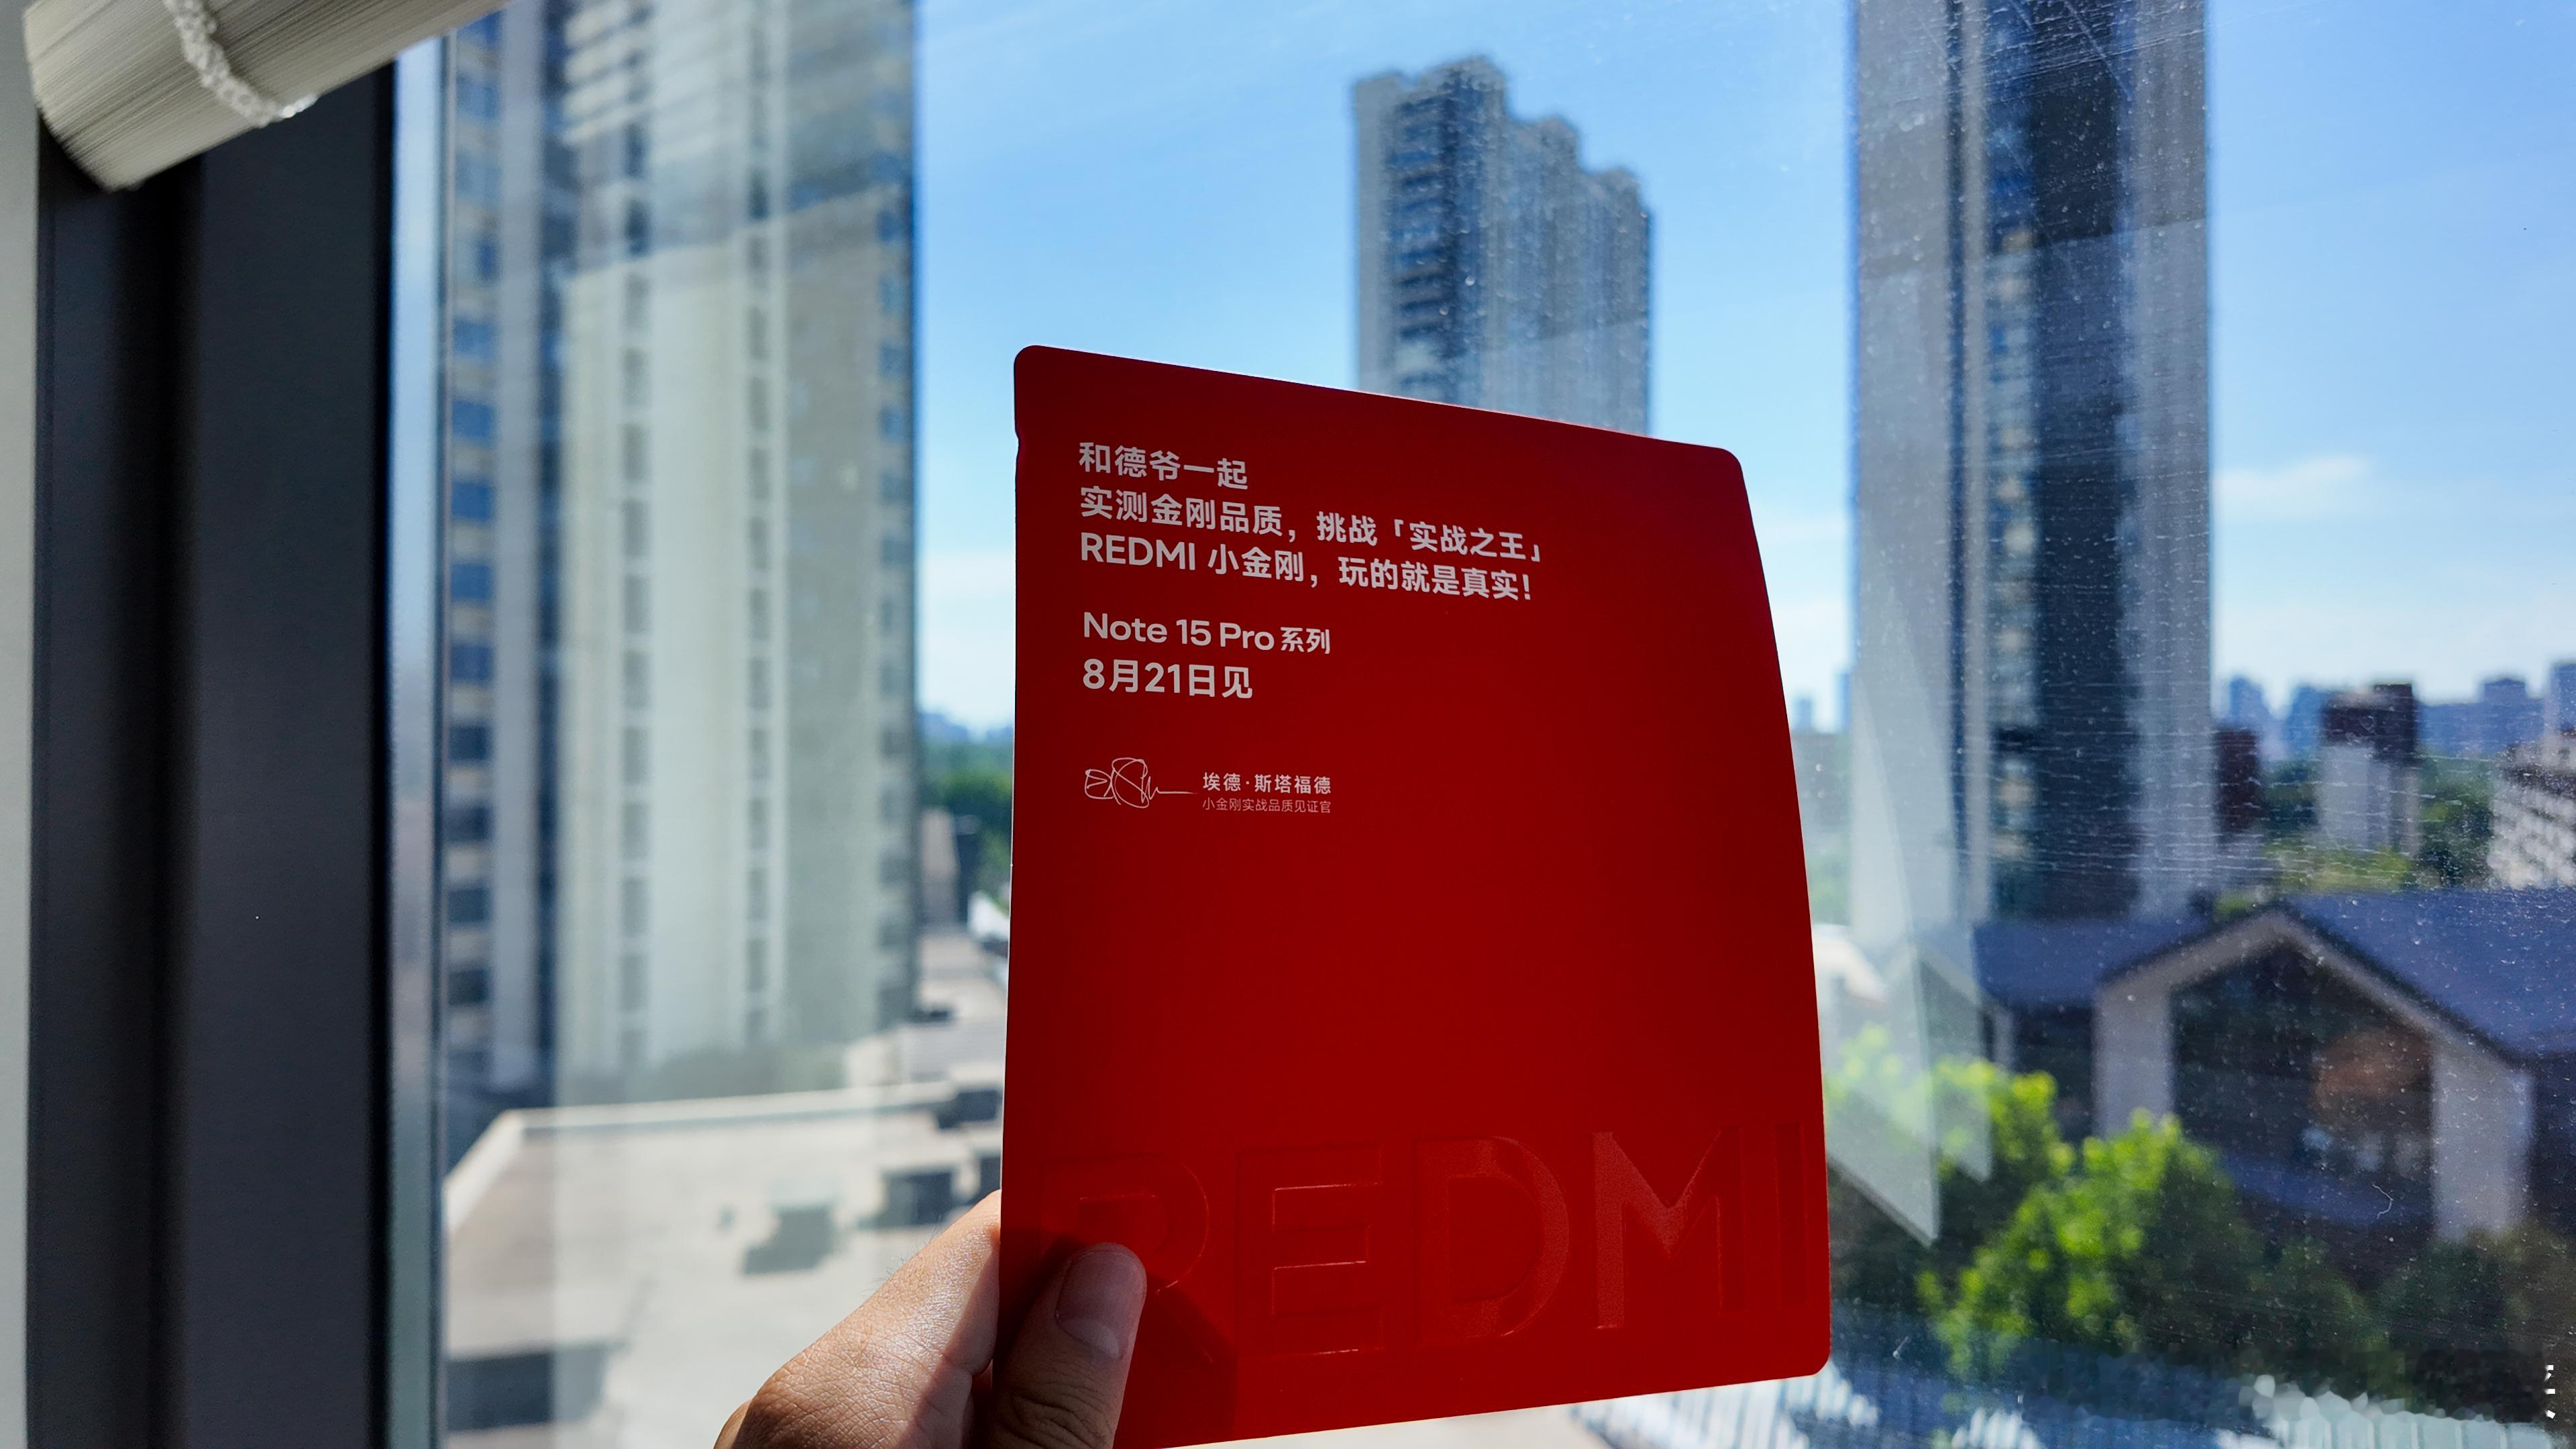 和德爷一起
实测金刚品质，挑战「实战之王」
REDMI 小金刚，玩的就是真实！
Note 15 Pro 系列
8月21日见
埃德·斯塔福德
小金刚实战品质见证官
REDMI